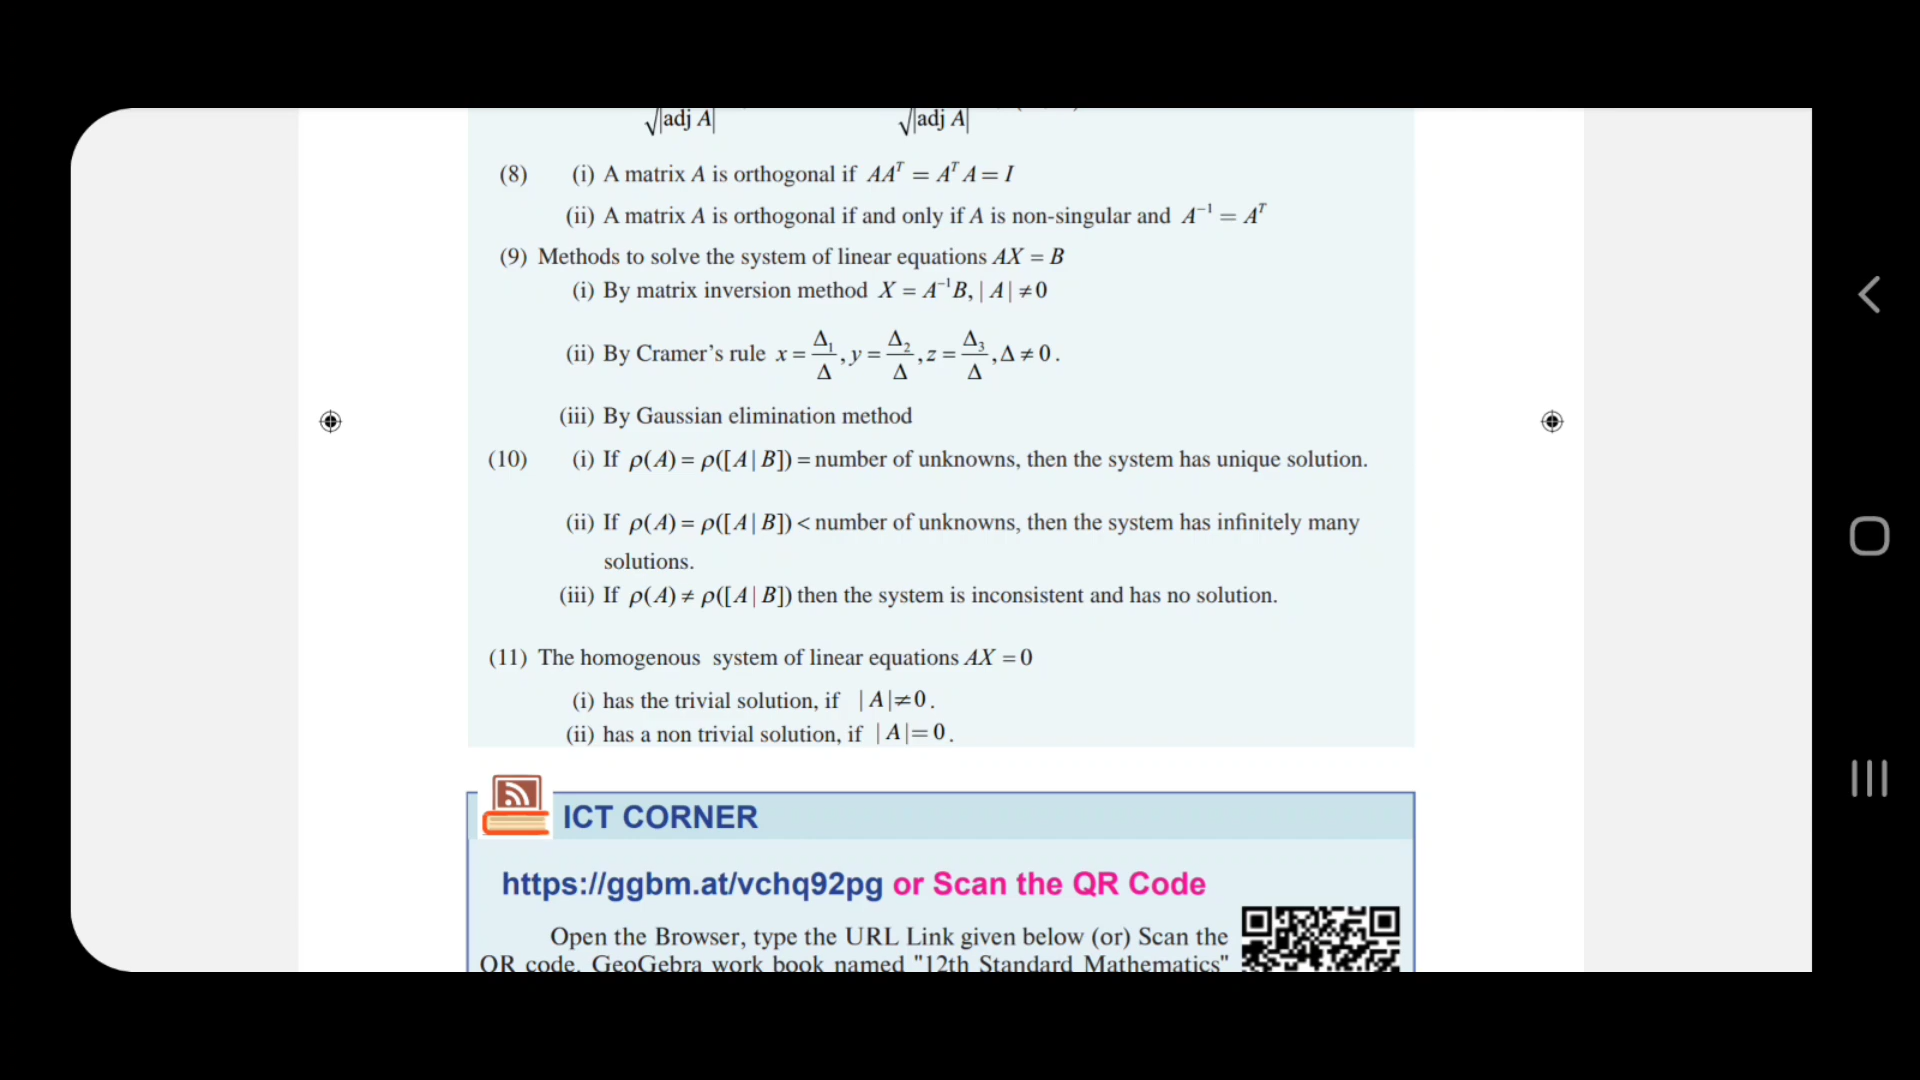 √|adj A| √|adj A|
(8) (i) A matrix A is orthogonal if AAᵀ = AᵀA = I
(ii) A matrix A is orthogonal if and only if A is non-singular and A⁻¹ = Aᵀ
(9) Methods to solve the system of linear equations AX = B
(i) By matrix inversion method X = A⁻¹B, | A | ≠ 0
(ii) By Cramer’s rule x = Δ₁/Δ, y = Δ₂/Δ, z = Δ₃/Δ, Δ ≠ 0.
(iii) By Gaussian elimination method
(10) (i) If ρ(A) = ρ([A | B]) = number of unknowns, then the system has unique solution.
(ii) If ρ(A) = ρ([A | B]) < number of unknowns, then the system has infinitely many
solutions.
(iii) If ρ(A) ≠ ρ([A | B]) then the system is inconsistent and has no solution.
(11) The homogenous system of linear equations AX = 0
(i) has the trivial solution, if | A | ≠ 0.
(ii) has a non trivial solution, if | A | = 0.
ICT CORNER
https://ggbm.at/vchq92pg or Scan the QR Code
Open the Browser, type the URL Link given below (or) Scan the
QR code. GeoGebra work book named "12th Standard Mathematics"